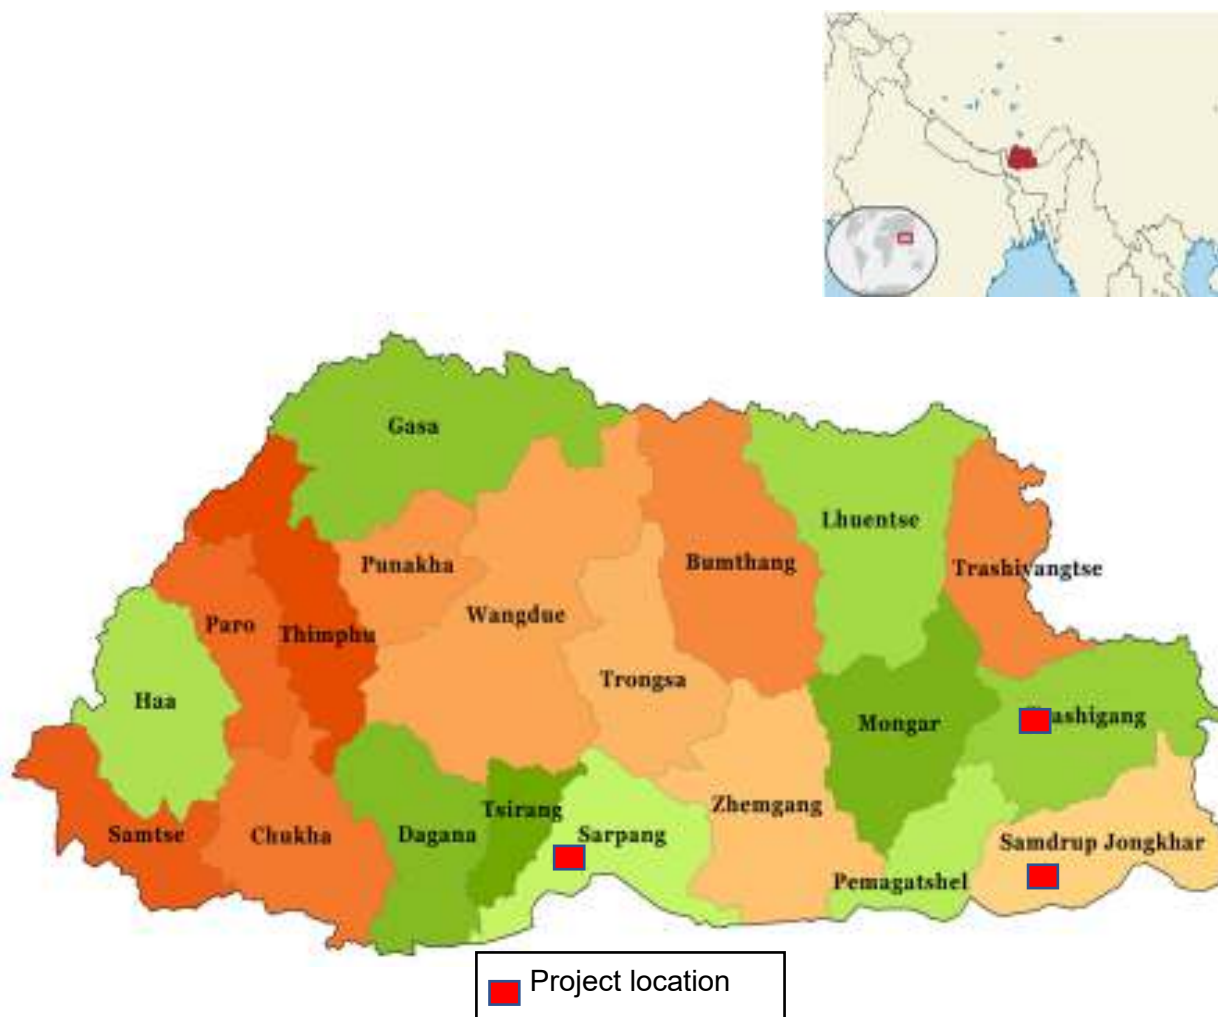 Gasa
Lhuentse
Punakha
Bumthang
Trashiyangtse
Wangdue
Paro
Thimphu
Trongsa
Haa
Mongar
ashigang
Tsirang
Zhemgang
Samtse
Chukha
Dagana
Sarpang
Samdrup Jongkhar
Pemagatshel
Project location